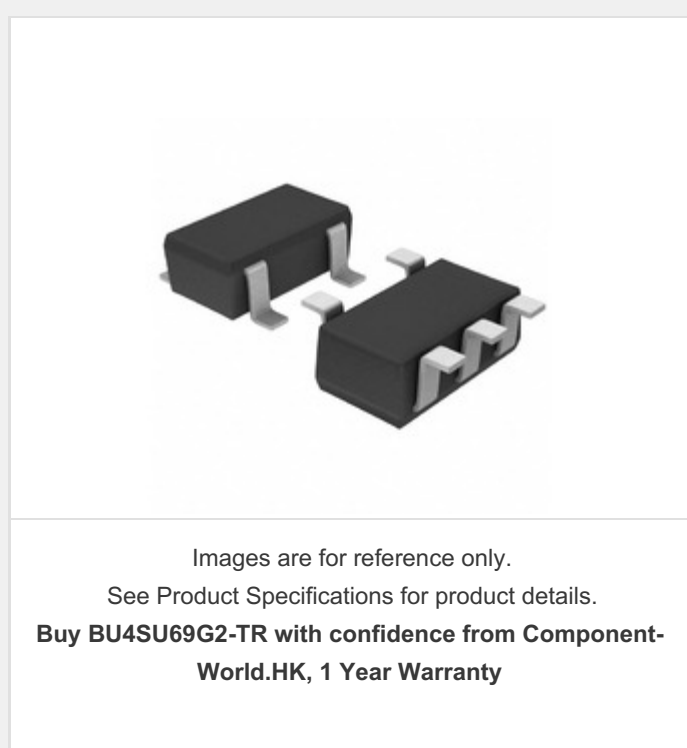 Images are for reference only.
See Product Specifications for product details.
Buy BU4SU69G2-TR with confidence from Component-
World.HK, 1 Year Warranty